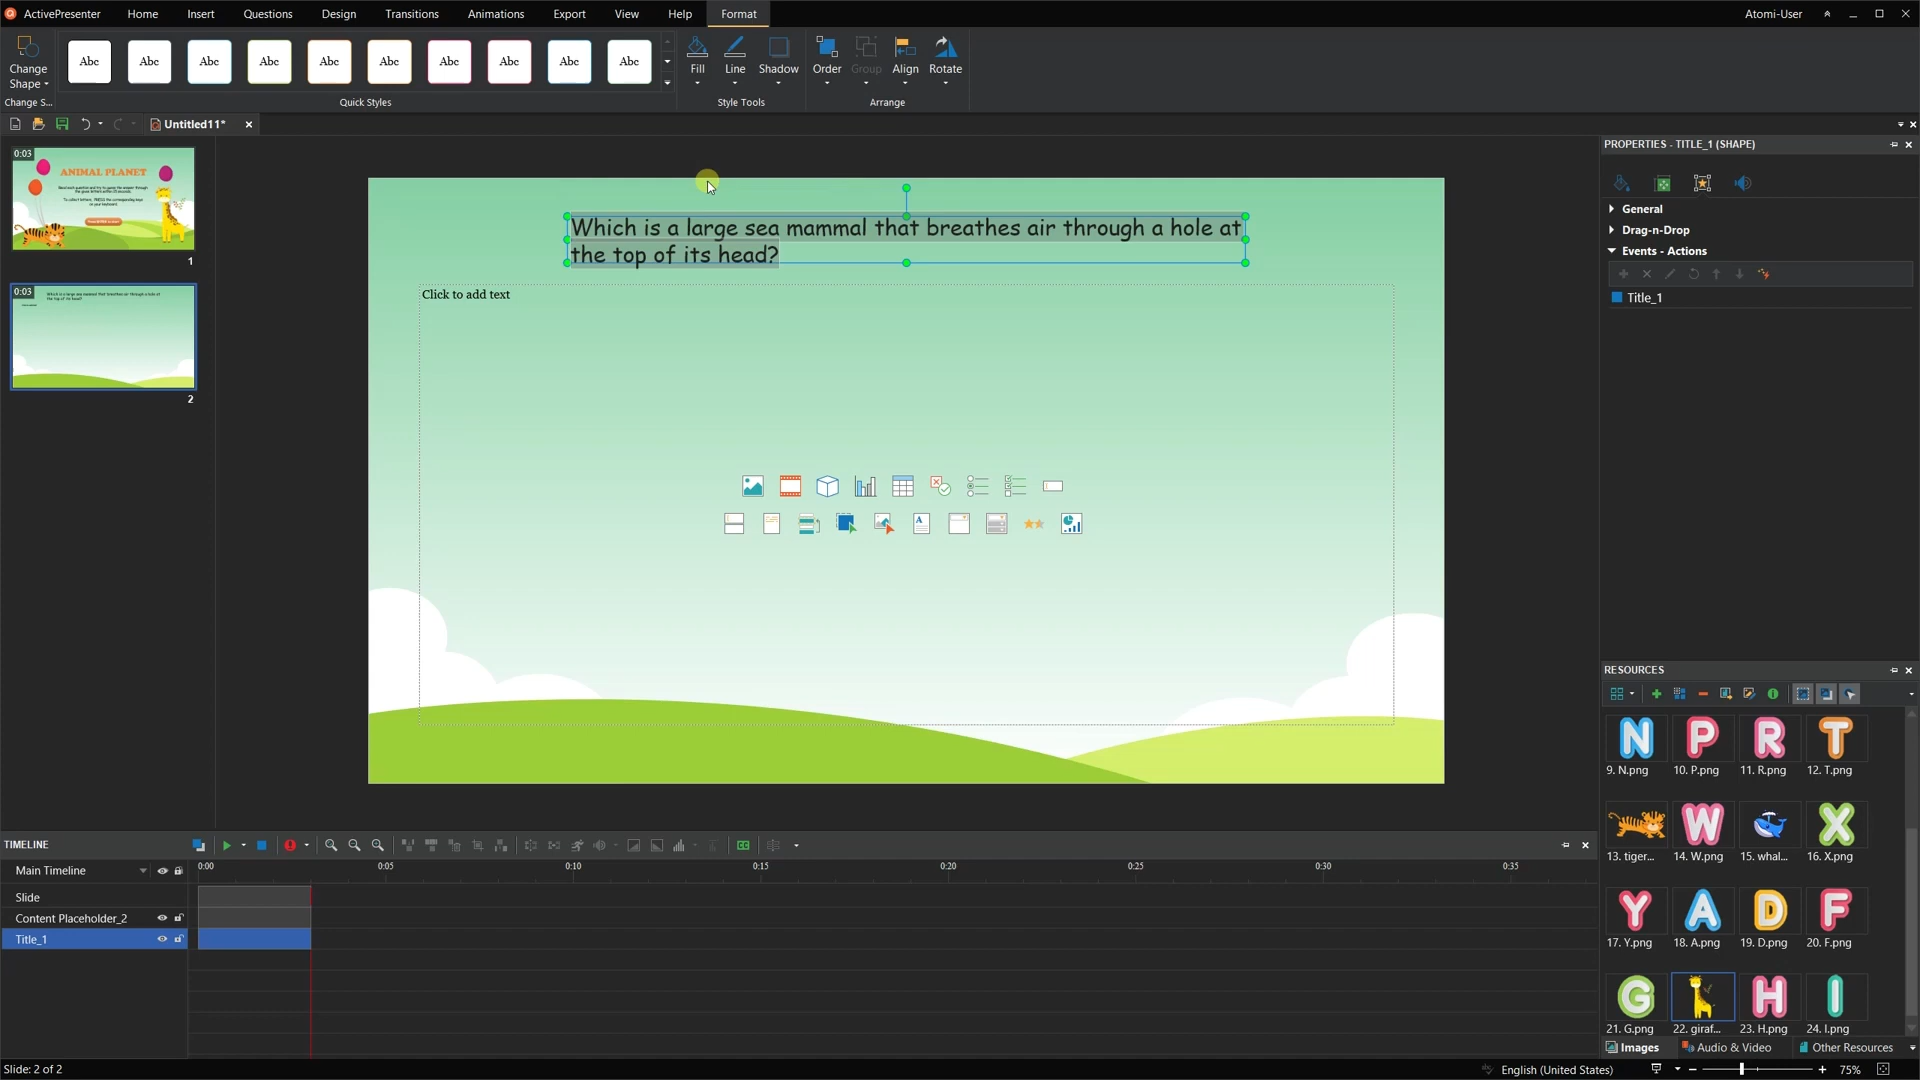 ActivePresenter Home Insert Questions Design Transitions Animations Export View Help Format Atomi-User
Change Shape
Abc Abc Abc Abc Abc Abc Abc Abc Abc Abc
Fill Line Shadow Order Group Align Rotate
Change S... Quick Styles Style Tools Arrange
Untitled11*
PROPERTIES - TITLE_1 (SHAPE)
0:03
ANIMAL PLANET
1
0:03
2
General
Drag-n-Drop
Events - Actions
Title_1
Which is a large sea mammal that breathes air through a hole at
the top of its head?
Click to add text
RESOURCES
N P R T
9. N.png 10. P.png 11. R.png 12. T.png
W X
13. tiger... 14. W.png 15. whal... 16. X.png
Y A D F
17. Y.png 18. A.png 19. D.png 20. F.png
G H I
21. G.png 22. giraf... 23. H.png 24. I.png
Images Audio & Video Other Resources
TIMELINE
CC
Main Timeline 0:00 0:05 0:10 0:15 0:20 0:25 0:30 0:35
Slide
Content Placeholder_2
Title_1
Slide: 2 of 2 English (United States) 75%